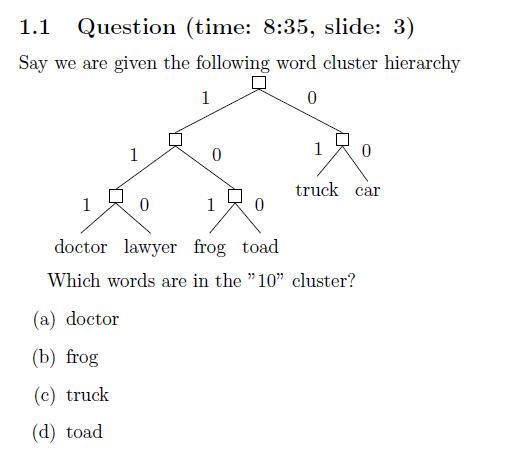 1.1 Question (time: 8:35, slide: 3)
Say we are given the following word cluster hierarchy
1 0
1 0 1 0
truck car
1 0 1 0
doctor lawyer frog toad
Which words are in the "10" cluster?
(a) doctor
(b) frog
(c) truck
(d) toad